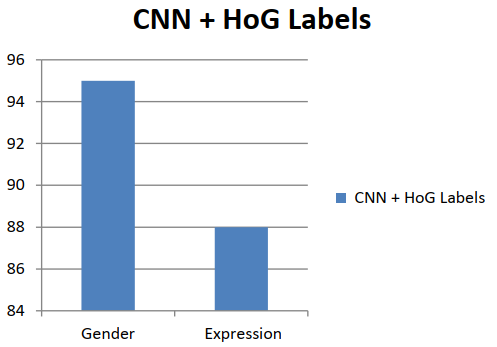 CNN + HoG Labels
96
94
92
90
88
86
84
Gender Expression
CNN + HoG Labels